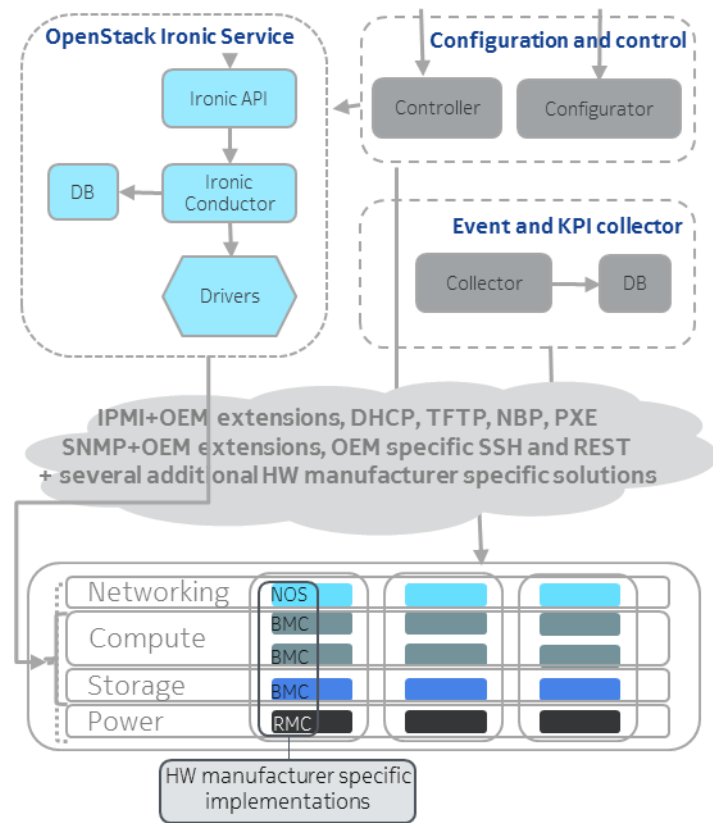 OpenStack Ironic Service
Ironic API
DB
Ironic
Conductor
Drivers
Configuration and control
Controller
Configurator
Event and KPI collector
Collector
DB
IPMI+OEM extensions, DHCP, TFTP, NBP, PXE
SNMP+OEM extensions, OEM specific SSH and REST
+ several additional HW manufacturer specific solutions
Networking
NOS
Compute
BMC
BMC
Storage
BMC
Power
RMC
HW manufacturer specific
implementations